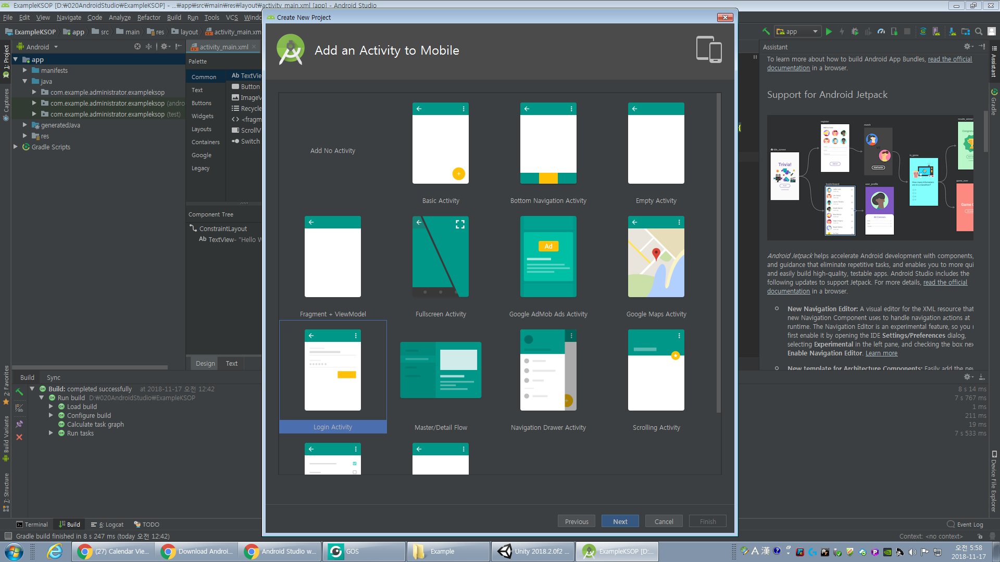 ExampleKSOP [D:₩020AndroidStudio₩ExampleKSOP] - ...₩app₩src₩main₩res₩layout₩activity_main.xml [app] - Android Studio
File Edit View Navigate Code Analyze Refactor Build Run Tools VCS
ExampleKSOP app src main res layout activity_main.xm
app
Create New Project
Add an Activity to Mobile
1: Project
Captures
2: Favorites
Build Variants
7: Structure
Android
app
manifests
java
com.example.administrator.exampleksop
com.example.administrator.exampleksop (andro
com.example.administrator.exampleksop (test)
generatedJava
res
Gradle Scripts
activity_main.xml
Palette
Common
Text
Buttons
Widgets
Layouts
Containers
Google
Legacy
Ab TextVie
Button
ImageV
Recycle
<fragm
ScrollV
Switch
Component Tree
ConstraintLayout
Ab TextView- "Hello W
Design Text
Add No Activity
Basic Activity
Bottom Navigation Activity
Empty Activity
Ad
Fragment + ViewModel
Fullscreen Activity
Google AdMob Ads Activity
Google Maps Activity
Login Activity
Master/Detail Flow
Navigation Drawer Activity
Scrolling Activity
Previous Next Cancel Finish
Assistant
To learn more about how to build Android App Bundles, read the official
documentation in a browser.
Support for Android Jetpack
title_screen
register
match
in_game
results_winner
leaderboard
user_profile
game_over
Trivia!
Android Jetpack helps accelerate Android development with components,
and guidance that eliminate repetitive tasks, and enables you to more qui
and easily build high-quality, testable apps. Android Studio includes the
following updates to support Jetpack. For more details, read the official
documentation in a browser.
New Navigation Editor: A visual editor for the XML resource that
new Navigation Component uses to handle navigation actions at
runtime. The Navigation Editor is an experimental feature, so you
first enable it by opening the IDE Settings/Preferences dialog,
selecting Experimental in the left pane, and checking the box nex
Enable Navigation Editor. Learn more
New template for Architecture Components: Easily add the new
Assistant
Gradle
Device File Explorer
Build Sync
Build: completed successfully at 2018-11-17 오전 12:42
Run build D:₩020AndroidStudio₩ExampleKSOP
Load build
Configure build
Calculate task graph
Run tasks
8 s 14 ms
7 s 767 ms
1 ms
211 ms
19 ms
7 s 533 ms
Terminal Build 6: Logcat TODO
Event Log
Gradle build finished in 8 s 247 ms (today 오전 12:42)
Context: <no context>
(27) Calendar Vie...
Download Androi...
Android Studio w...
GOS
Example
Unity 2018.2.0f2 ...
ExampleKSOP [D:...
A 漢
오전 5:58
2018-11-17